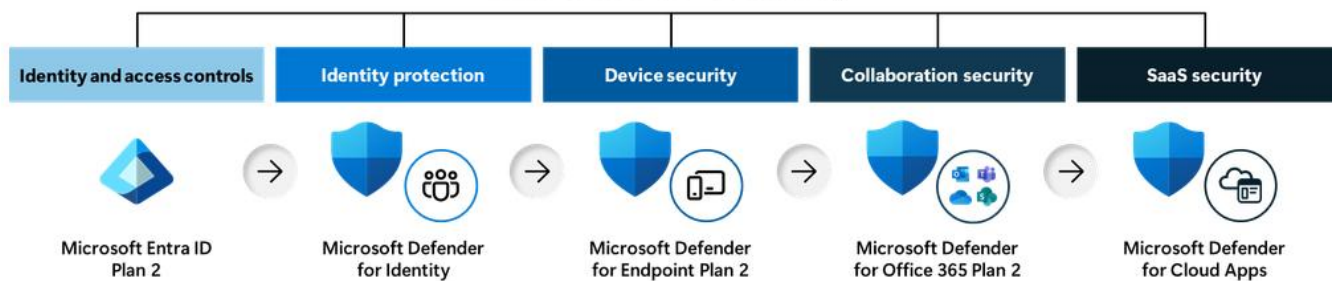 Identity and access controls
Identity protection
Device security
Collaboration security
SaaS security
Microsoft Entra ID
Plan 2
Microsoft Defender
for Identity
Microsoft Defender
for Endpoint Plan 2
Microsoft Defender
for Office 365 Plan 2
Microsoft Defender
for Cloud Apps